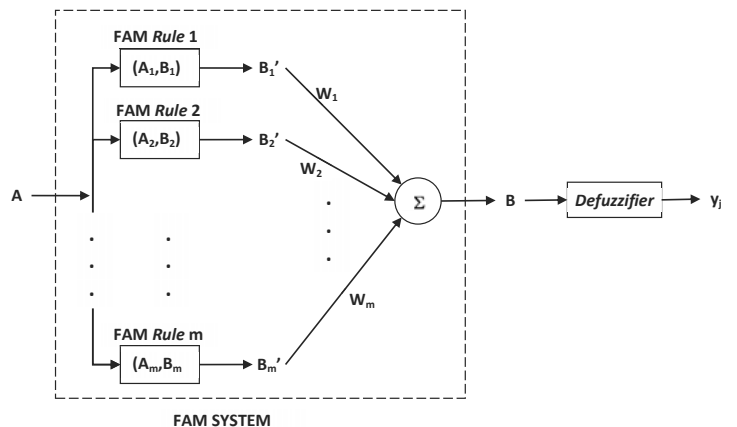 FAM Rule 1
(A₁,B₁)
B₁'
W₁
FAM Rule 2
(A₂,B₂)
B₂'
W₂
A
Σ
B
Defuzzifier
yⱼ
Wₘ
FAM Rule m
(Aₘ,Bₘ
Bₘ'
FAM SYSTEM